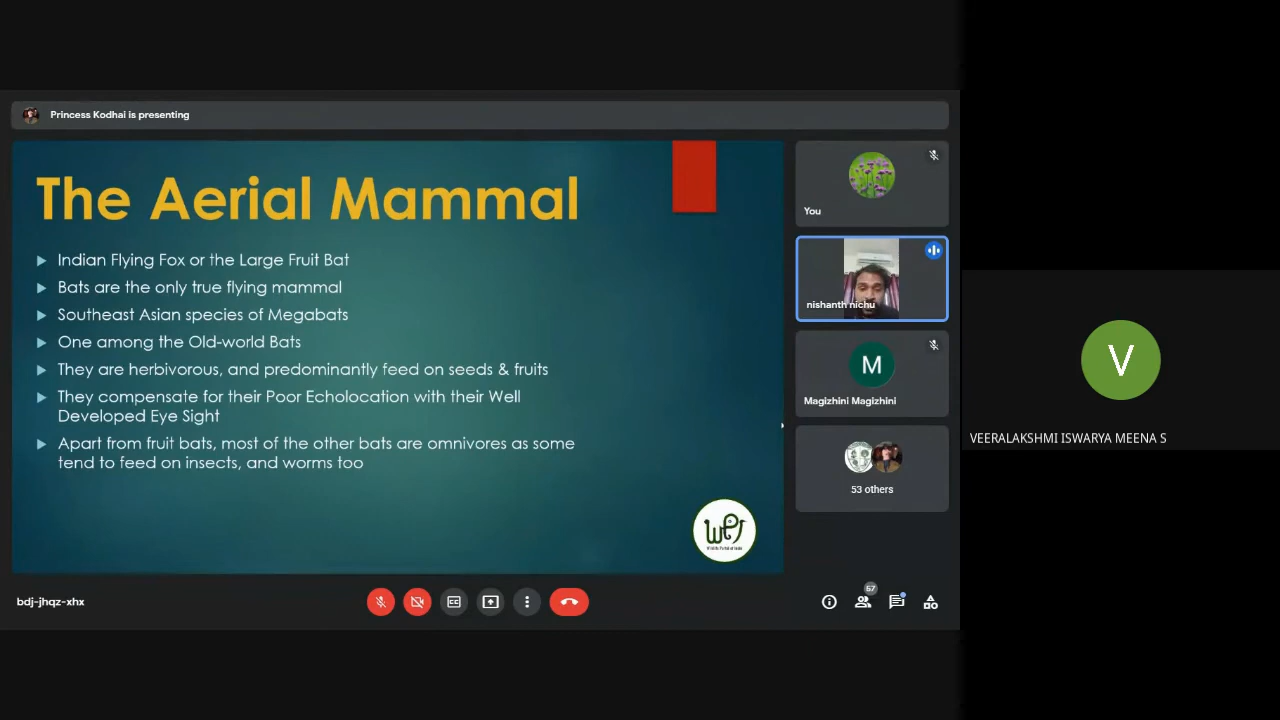 Princess Kodhai is presenting
The Aerial Mammal
Indian Flying Fox or the Large Fruit Bat
Bats are the only true flying mammal
Southeast Asian species of Megabats
One among the Old-world Bats
They are herbivorous, and predominantly feed on seeds & fruits
They compensate for their Poor Echolocation with their Well
Developed Eye Sight
Apart from fruit bats, most of the other bats are omnivores as some
tend to feed on insects, and worms too
You
nishanth nichu
M
Magizhini Magizhini
53 others
bdj-jhqz-xhx
CC
57
V
VEERALAKSHMI ISWARYA MEENA S